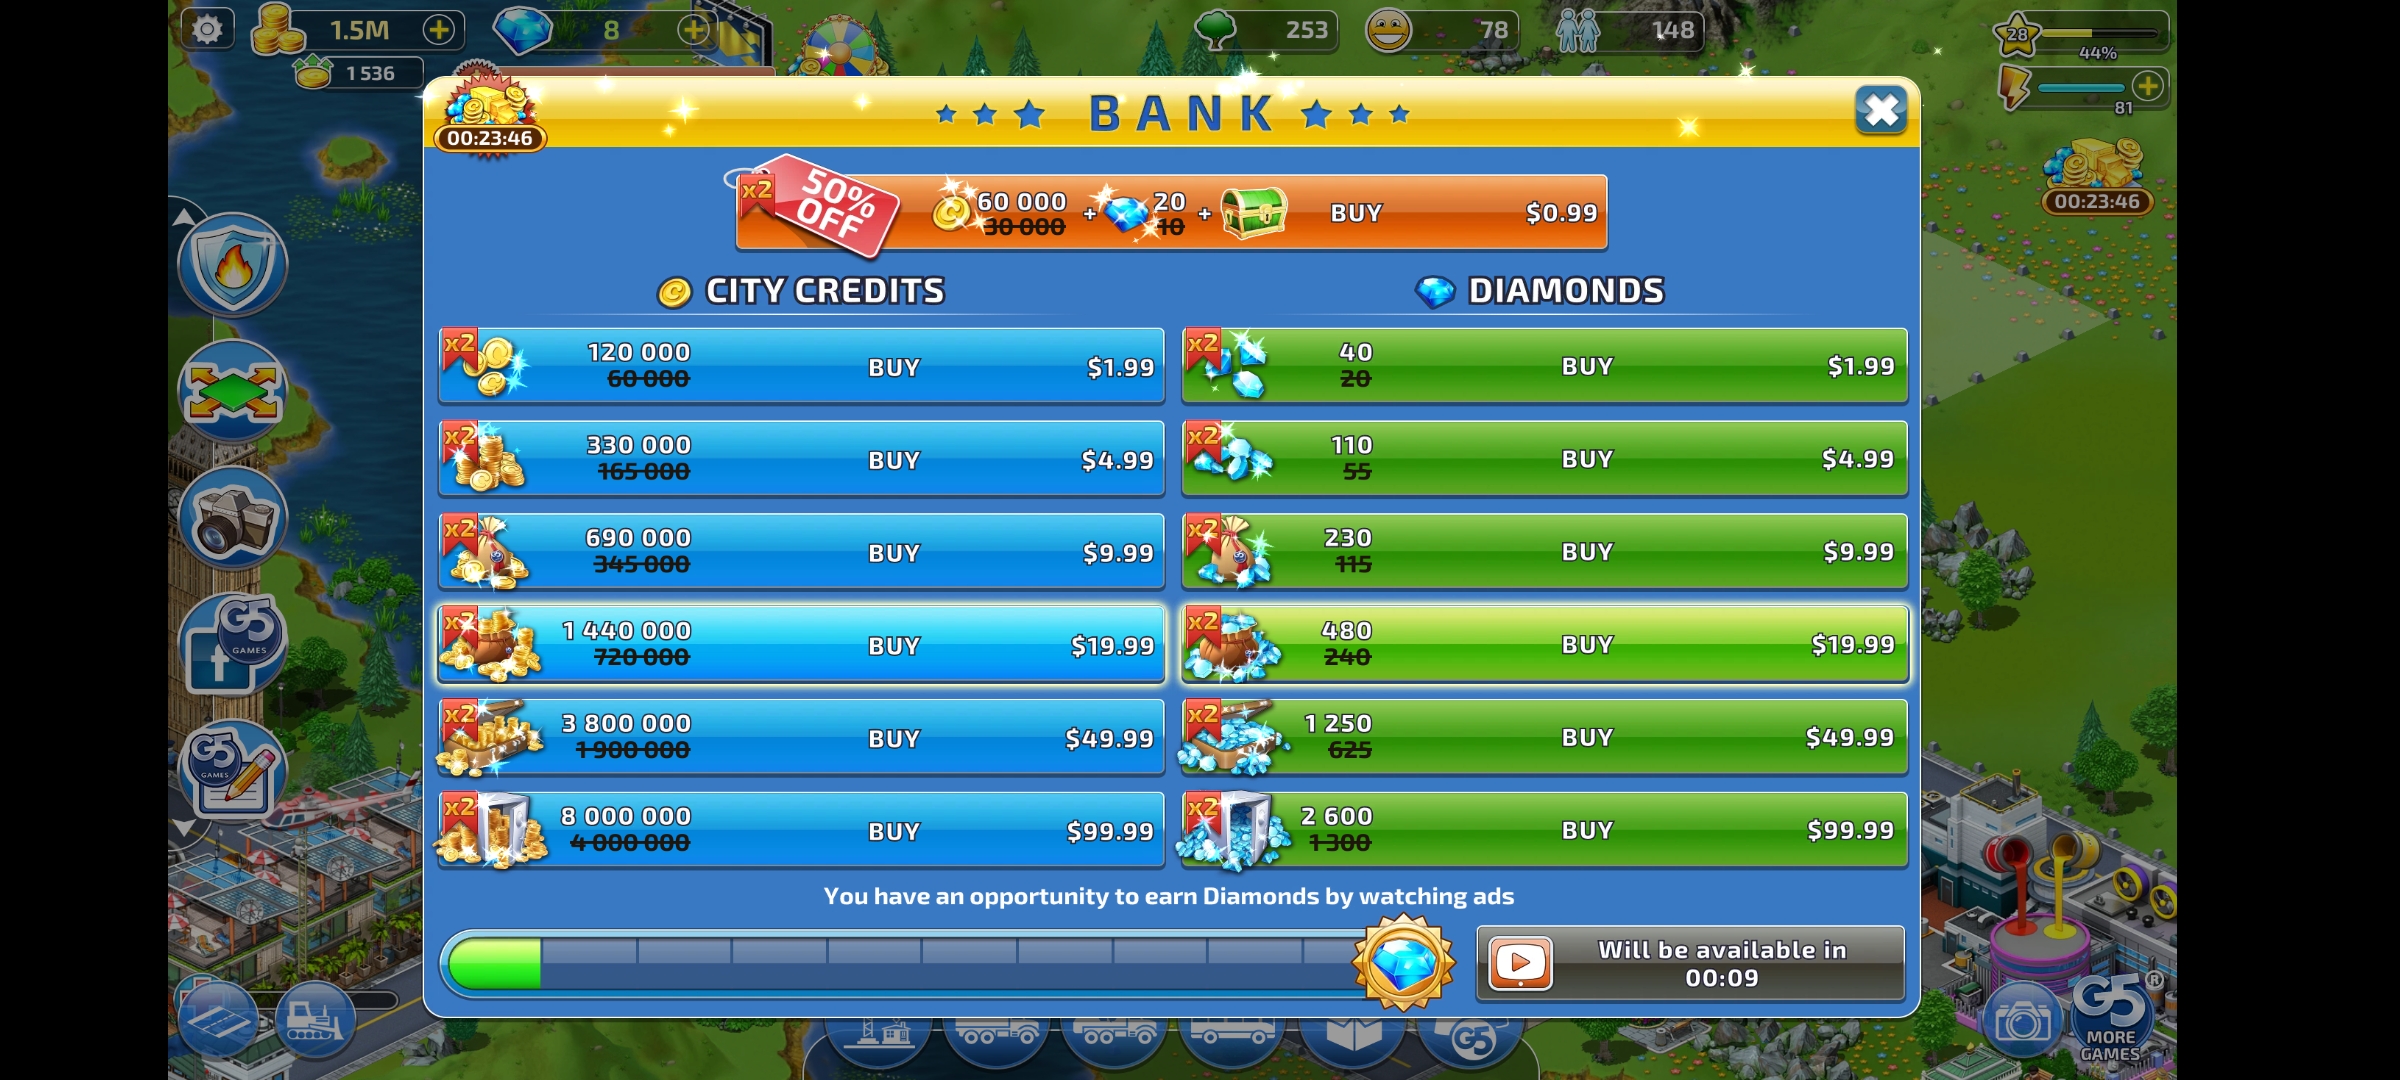 1.5M
8
253
78
148
28
44%
1 536
81
BANK
00:23:46
00:23:46
x2
50% OFF
60 000
30 000
+
20
10
+
BUY
$0.99
CITY CREDITS
x2
120 000
60 000
BUY
$1.99
x2
330 000
165 000
BUY
$4.99
x2
690 000
345 000
BUY
$9.99
x2
1 440 000
720 000
BUY
$19.99
x2
3 800 000
1 900 000
BUY
$49.99
x2
8 000 000
4 000 000
BUY
$99.99
DIAMONDS
x2
40
20
BUY
$1.99
x2
110
55
BUY
$4.99
x2
230
115
BUY
$9.99
x2
480
240
BUY
$19.99
x2
1 250
625
BUY
$49.99
x2
2 600
1 300
BUY
$99.99
You have an opportunity to earn Diamonds by watching ads
Will be available in
00:09
G5
GAMES
f
G5
GAMES
G5
G5 ®
MORE
GAMES